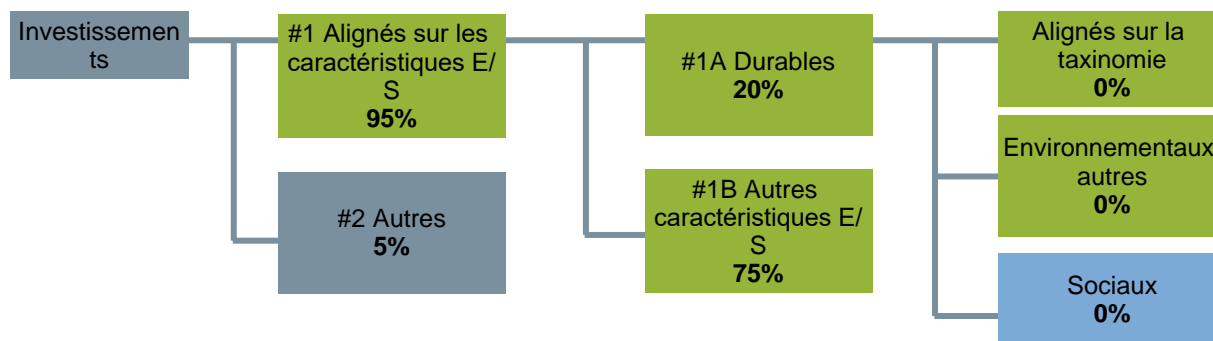 Investissemen
ts
#1 Alignés sur les
caractéristiques E/
S
95%
#2 Autres
5%
#1A Durables
20%
#1B Autres
caractéristiques E/
S
75%
Alignés sur la
taxinomie
0%
Environnementaux
autres
0%
Sociaux
0%